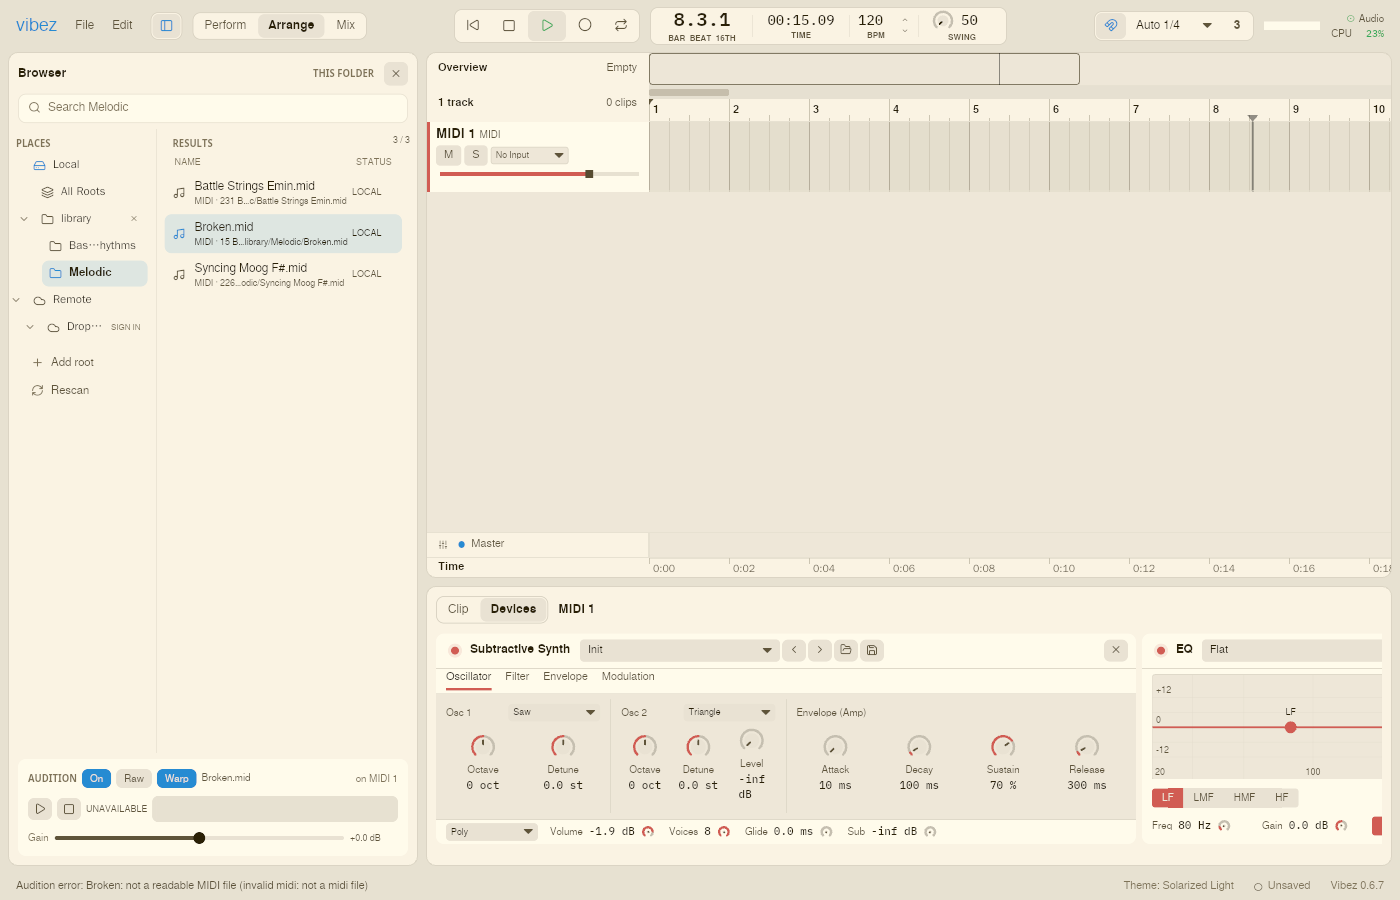 vibez File Edit Perform Arrange Mix
8.3.1 00:15.09 120 50
BAR BEAT 16TH TIME BPM SWING
Auto 1/4 3
Audio
CPU 23%
Browser THIS FOLDER
Search Melodic
PLACES
Local
All Roots
library
Bas···hythms
Melodic
Remote
Drop··· SIGN IN
Add root
Rescan
RESULTS 3 / 3
NAME STATUS
Battle Strings Emin.mid LOCAL
MIDI · 231 B...c/Battle Strings Emin.mid
Broken.mid LOCAL
MIDI · 15 B...library/Melodic/Broken.mid
Syncing Moog F#.mid LOCAL
MIDI · 226...odic/Syncing Moog F#.mid
AUDITION On Raw Warp Broken.mid on MIDI 1
UNAVAILABLE
Gain +0.0 dB
Overview Empty
1 track 0 clips
1 2 3 4 5 6 7 8 9 10
MIDI 1 MIDI
M S No Input
Master
Time 0:00 0:02 0:04 0:06 0:08 0:10 0:12 0:14 0:16 0:18
Clip Devices MIDI 1
Subtractive Synth Init
Oscillator Filter Envelope Modulation
Osc 1 Saw Osc 2 Triangle Envelope (Amp)
Octave Detune Octave Detune Level Attack Decay Sustain Release
0 oct 0.0 st 0 oct 0.0 st -inf dB 10 ms 100 ms 70 % 300 ms
Poly Volume -1.9 dB Voices 8 Glide 0.0 ms Sub -inf dB
EQ Flat
+12
LF
0
-12
20 100
LF LMF HMF HF
Freq 80 Hz Gain 0.0 dB
Audition error: Broken: not a readable MIDI file (invalid midi: not a midi file)
Theme: Solarized Light Unsaved Vibez 0.6.7